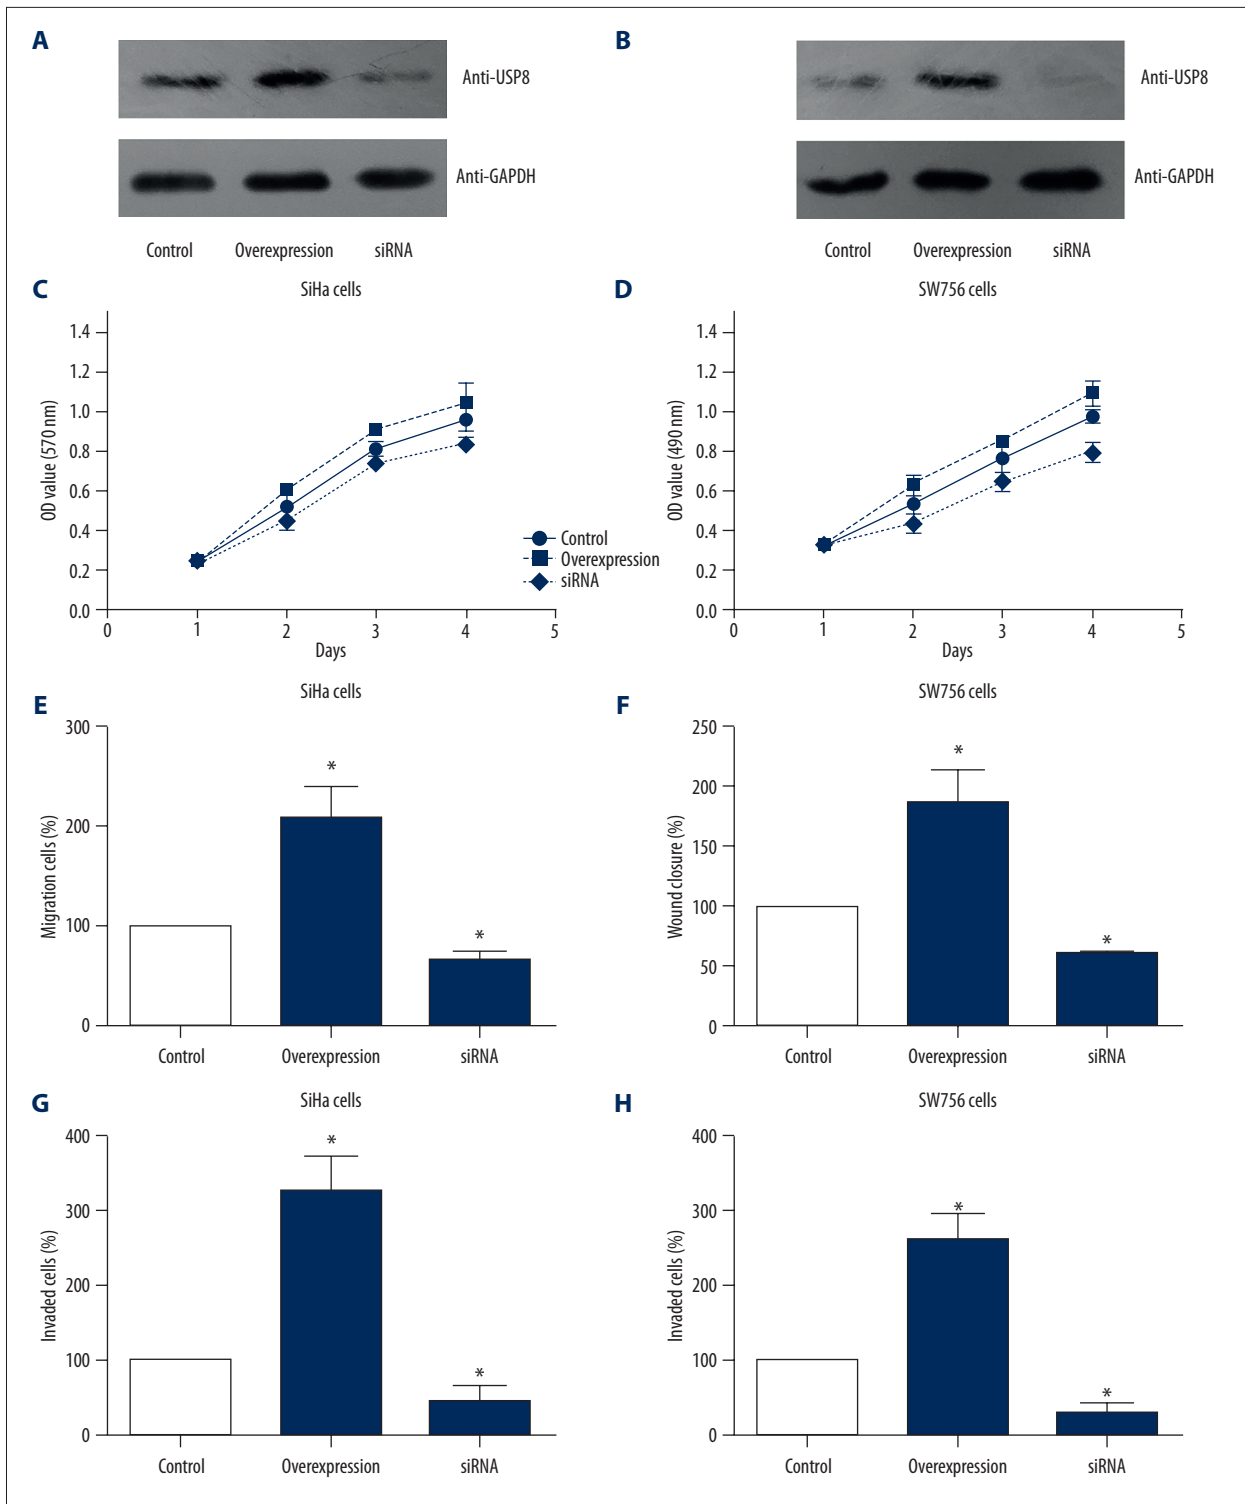 A
Anti-USP8
Anti-GAPDH
Control Overexpression siRNA
B
Anti-USP8
Anti-GAPDH
Control Overexpression siRNA
C
SiHa cells
OD value (570 nm)
1.4
1.2
1.0
0.8
0.6
0.4
0.2
0.0
0 1 2 3 4 5
Days
Control
Overexpression
siRNA
D
SW756 cells
OD value (490 nm)
1.4
1.2
1.0
0.8
0.6
0.4
0.2
0.0
0 1 2 3 4 5
Days
E
SiHa cells
Migration cells (%)
300
200
100
0
*
*
Control Overexpression siRNA
F
SW756 cells
Wound closure (%)
250
200
150
100
50
0
*
*
Control Overexpression siRNA
G
SiHa cells
Invaded cells (%)
400
300
200
100
0
*
*
Control Overexpression siRNA
H
SW756 cells
Invaded cells (%)
400
300
200
100
0
*
*
Control Overexpression siRNA